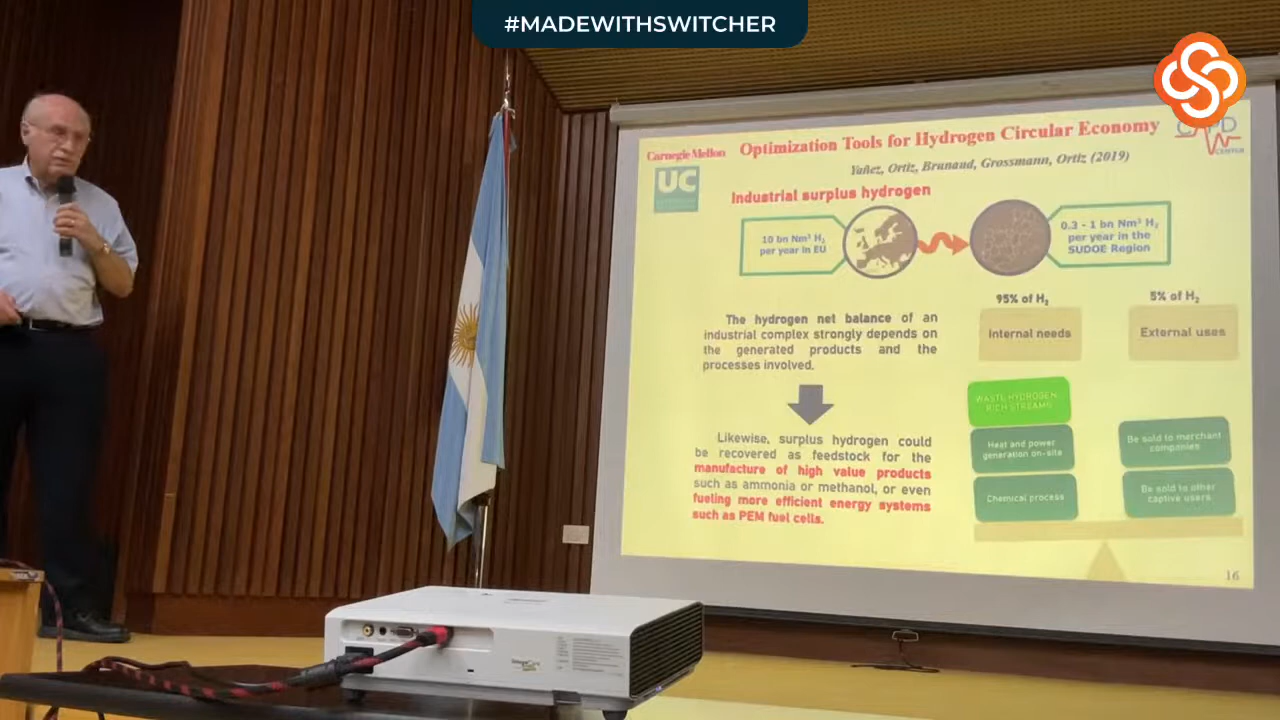 #MADEWITHSWITCHER
Carnegie Mellon
Optimization Tools for Hydrogen Circular Economy
CAPD
CENTER
Yañez, Ortiz, Brunaud, Grossmann, Ortiz (2019)
UC
Industrial surplus hydrogen
10 bn Nm³ H₂
per year in EU
0.3 - 1 bn Nm³ H₂
per year in the
SUDOE Region
The hydrogen net balance of an
industrial complex strongly depends on
the generated products and the
processes involved.
95% of H₂
5% of H₂
Internal needs
External uses
WASTE HYDROGEN
RICH STREAMS
Heat and power
generation on-site
Chemical process
Be sold to merchant
companies
Be sold to other
captive users
Likewise, surplus hydrogen could
be recovered as feedstock for the
manufacture of high value products
such as ammonia or methanol, or even
fueling more efficient energy systems
such as PEM fuel cells.
16